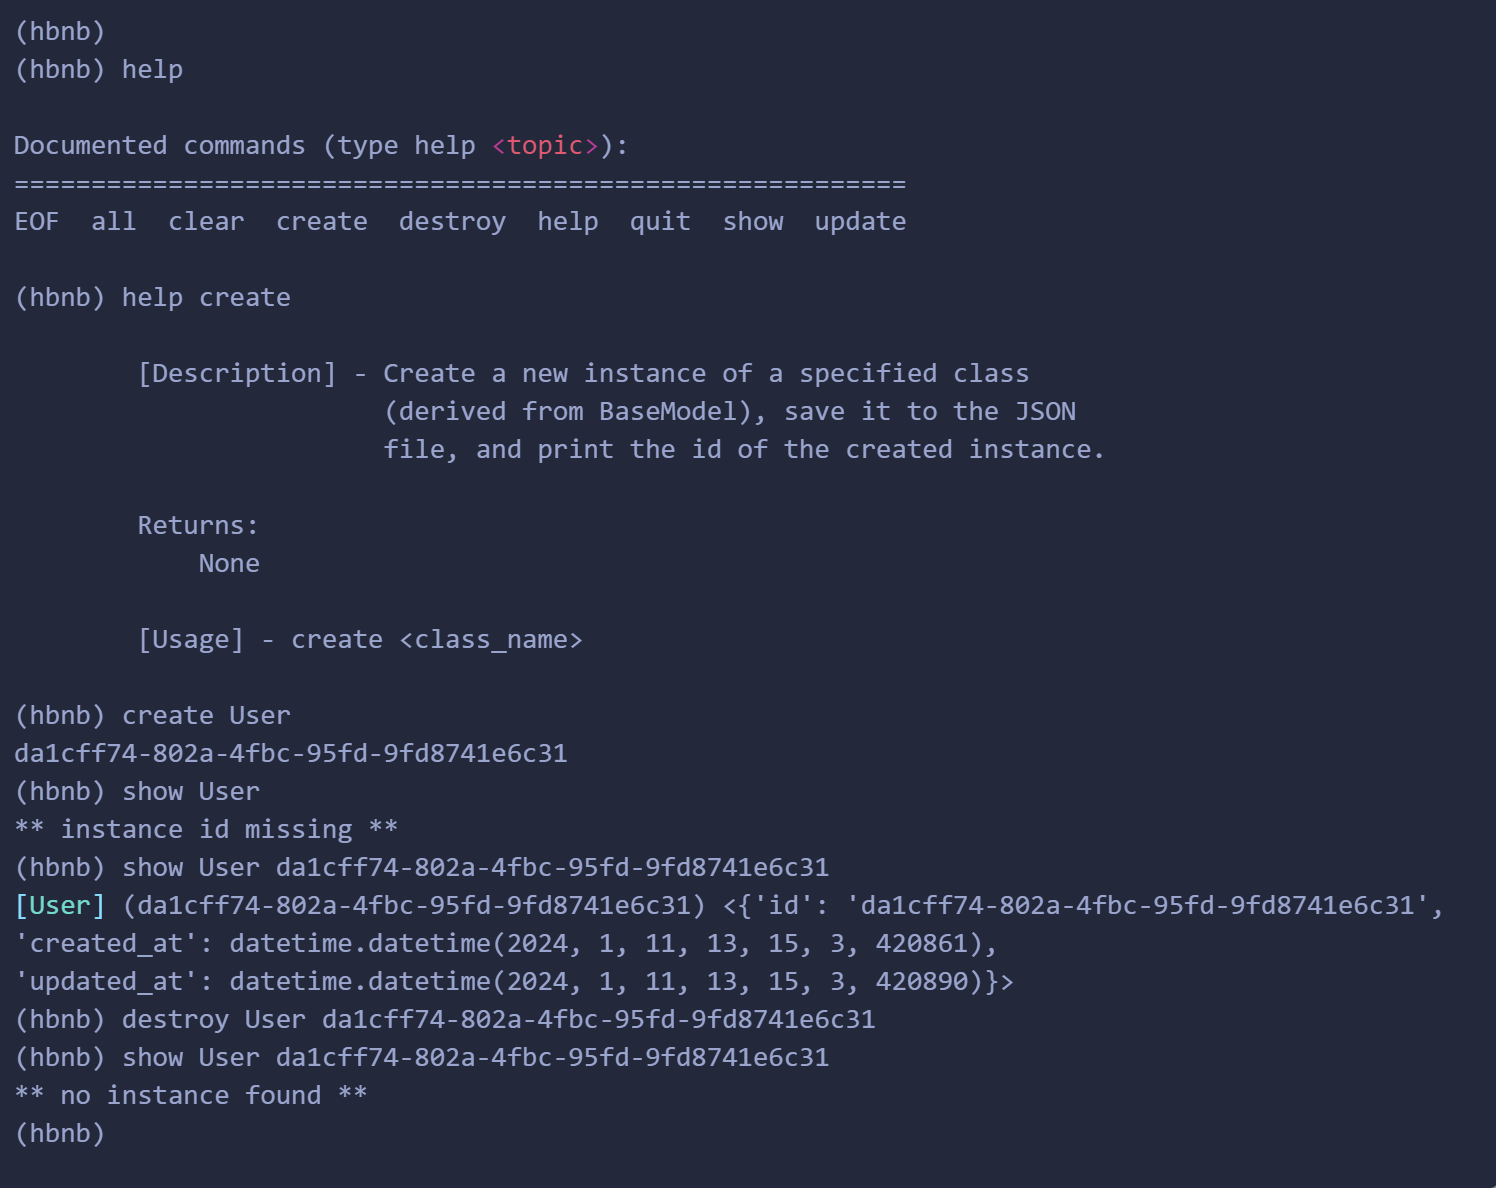 (hbnb)
(hbnb) help
Documented commands (type help <topic>):
==========================================================
EOF  all  clear  create  destroy  help  quit  show  update
(hbnb) help create
[Description] - Create a new instance of a specified class
(derived from BaseModel), save it to the JSON
file, and print the id of the created instance.
Returns:
None
[Usage] - create <class_name>
(hbnb) create User
da1cff74-802a-4fbc-95fd-9fd8741e6c31
(hbnb) show User
** instance id missing **
(hbnb) show User da1cff74-802a-4fbc-95fd-9fd8741e6c31
[User] (da1cff74-802a-4fbc-95fd-9fd8741e6c31) <{'id': 'da1cff74-802a-4fbc-95fd-9fd8741e6c31',
'created_at': datetime.datetime(2024, 1, 11, 13, 15, 3, 420861),
'updated_at': datetime.datetime(2024, 1, 11, 13, 15, 3, 420890)}>
(hbnb) destroy User da1cff74-802a-4fbc-95fd-9fd8741e6c31
(hbnb) show User da1cff74-802a-4fbc-95fd-9fd8741e6c31
** no instance found **
(hbnb)